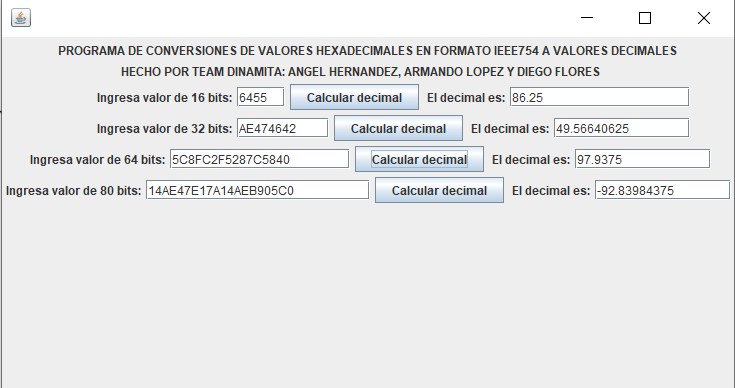 PROGRAMA DE CONVERSIONES DE VALORES HEXADECIMALES EN FORMATO IEEE754 A VALORES DECIMALES
HECHO POR TEAM DINAMITA: ANGEL HERNANDEZ, ARMANDO LOPEZ Y DIEGO FLORES
Ingresa valor de 16 bits: 6455 Calcular decimal El decimal es: 86.25
Ingresa valor de 32 bits: AE474642 Calcular decimal El decimal es: 49.56640625
Ingresa valor de 64 bits: 5C8FC2F5287C5840 Calcular decimal El decimal es: 97.9375
Ingresa valor de 80 bits: 14AE47E17A14AEB905C0 Calcular decimal El decimal es: -92.83984375